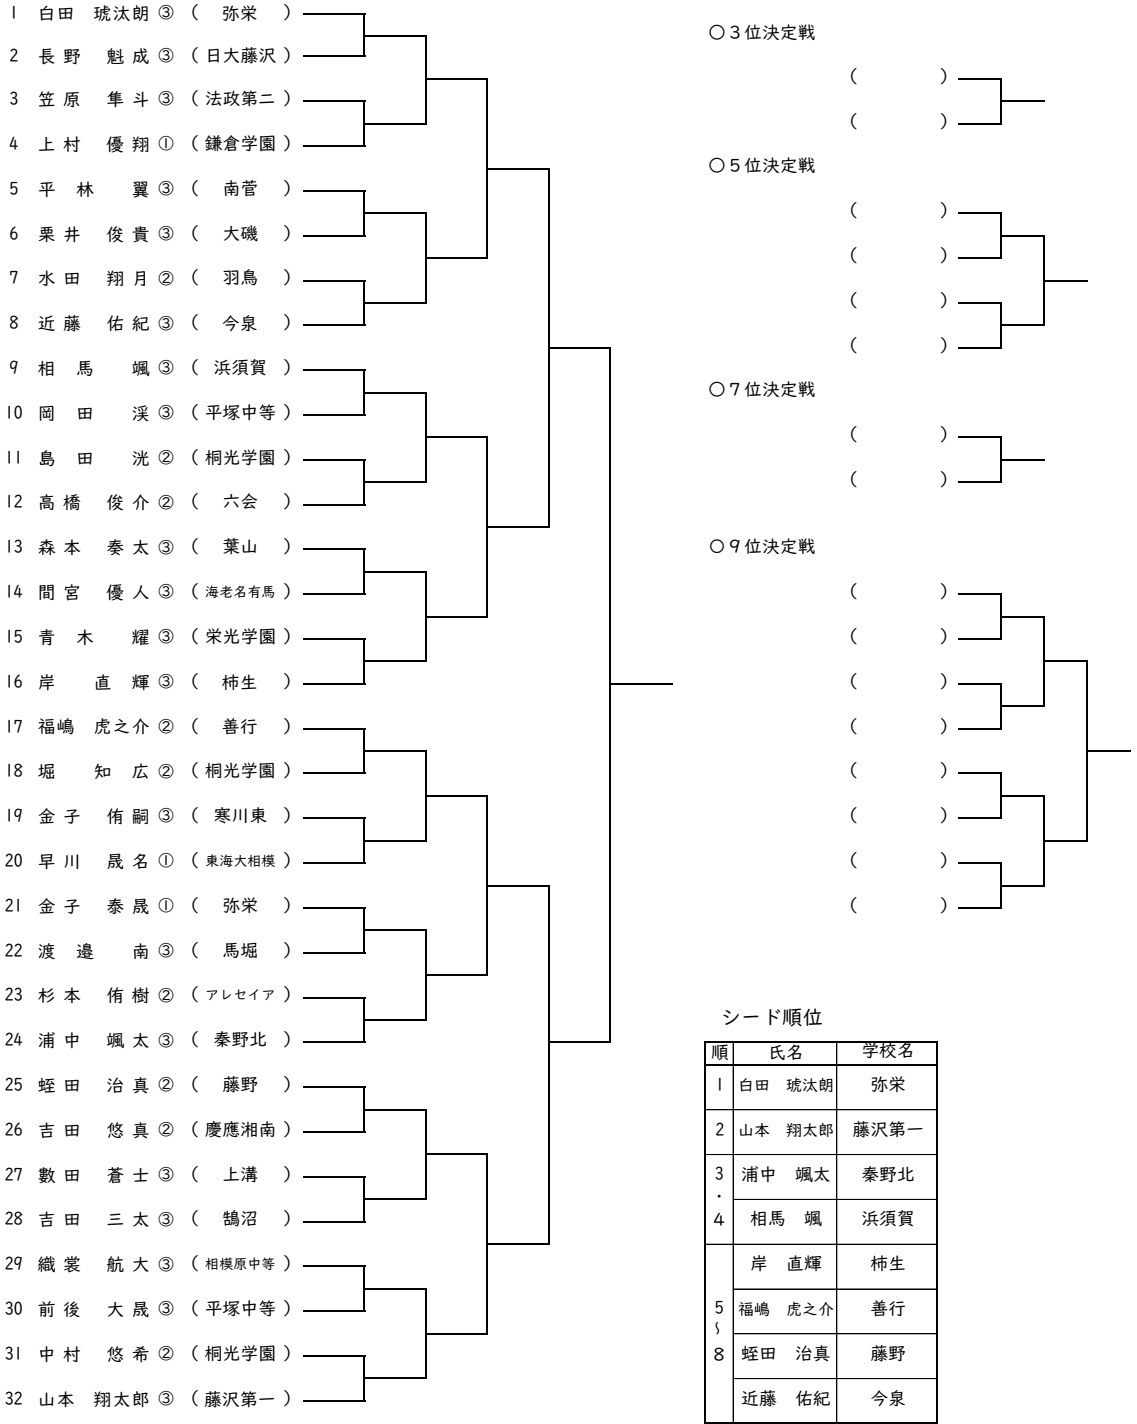 1 白田 琥汰朗 ③ ( 弥栄 )
2 長野 魁成 ③ ( 日大藤沢 )
3 笠原 隼斗 ③ ( 法政第二 )
4 上村 優翔 ① ( 鎌倉学園 )
5 平林 翼 ③ ( 南菅 )
6 栗井 俊貴 ③ ( 大磯 )
7 水田 翔月 ② ( 羽鳥 )
8 近藤 佑紀 ③ ( 今泉 )
9 相馬 颯 ③ ( 浜須賀 )
10 岡田 渓 ③ ( 平塚中等 )
11 島田 洸 ② ( 桐光学園 )
12 高橋 俊介 ② ( 六会 )
13 森本 奏太 ③ ( 葉山 )
14 間宮 優人 ③ ( 海老名有馬 )
15 青木 耀 ③ ( 栄光学園 )
16 岸 直輝 ③ ( 柿生 )
17 福嶋 虎之介 ② ( 善行 )
18 堀 知広 ② ( 桐光学園 )
19 金子 侑嗣 ③ ( 寒川東 )
20 早川 晟名 ① ( 東海大相模 )
21 金子 泰晟 ① ( 弥栄 )
22 渡邉 南 ③ ( 馬堀 )
23 杉本 侑樹 ② ( アレセイア )
24 浦中 颯太 ③ ( 秦野北 )
25 蛭田 治真 ② ( 藤野 )
26 吉田 悠真 ② ( 慶應湘南 )
27 數田 蒼士 ③ ( 上溝 )
28 吉田 三太 ③ ( 鵠沼 )
29 織裳 航大 ③ ( 相模原中等 )
30 前後 大晟 ③ ( 平塚中等 )
31 中村 悠希 ② ( 桐光学園 )
32 山本 翔太郎 ③ ( 藤沢第一 )
○3位決定戦
( )
( )
○5位決定戦
( )
( )
( )
( )
○7位決定戦
( )
( )
○9位決定戦
( )
( )
( )
( )
( )
( )
( )
( )
シード順位
順 氏名 学校名
1 白田 琥汰朗 弥栄
2 山本 翔太郎 藤沢第一
3・4 浦中 颯太 秦野北
相馬 颯 浜須賀
5〜8 岸 直輝 柿生
福嶋 虎之介 善行
蛭田 治真 藤野
近藤 佑紀 今泉